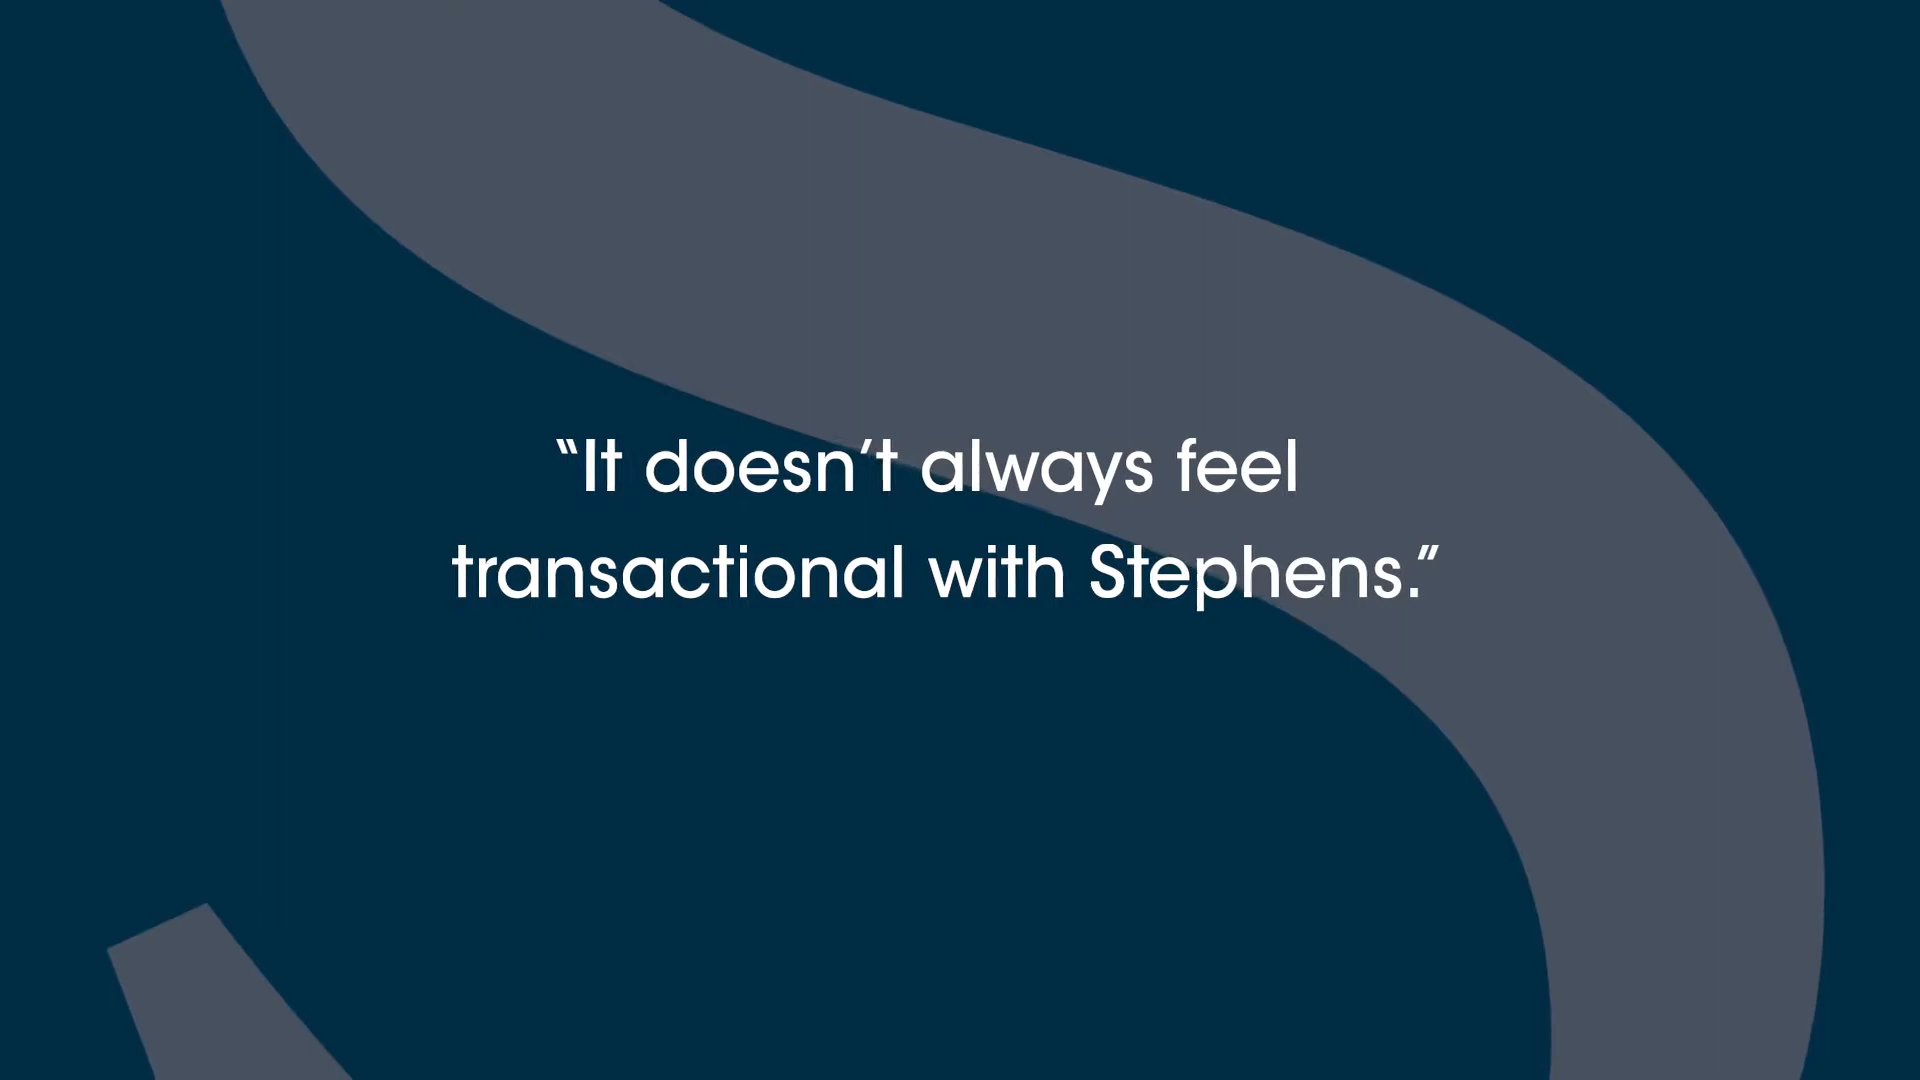 “It doesn’t always feel
transactional with Stephens.”